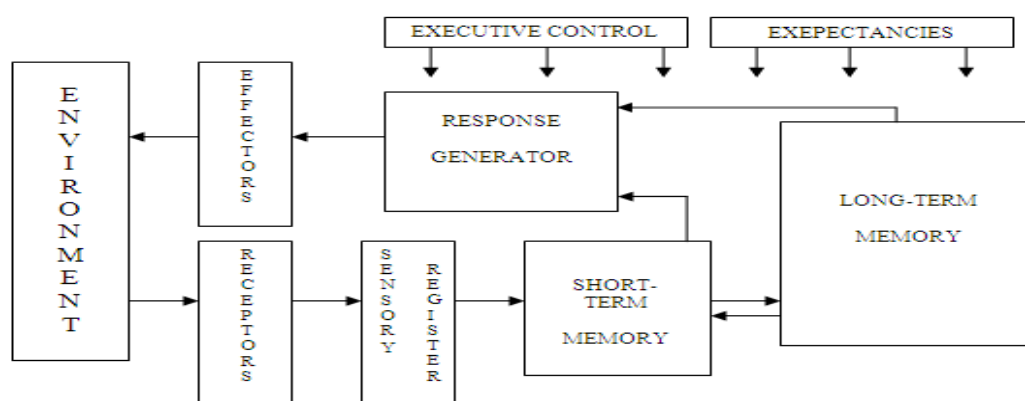 EXECUTIVE CONTROL
EXEPECTANCIES
ENVIRONMENT
EFFECTORS
RESPONSE
GENERATOR
LONG-TERM
MEMORY
RECEPTORS
SENSORY
REGISTER
SHORT-
TERM
MEMORY